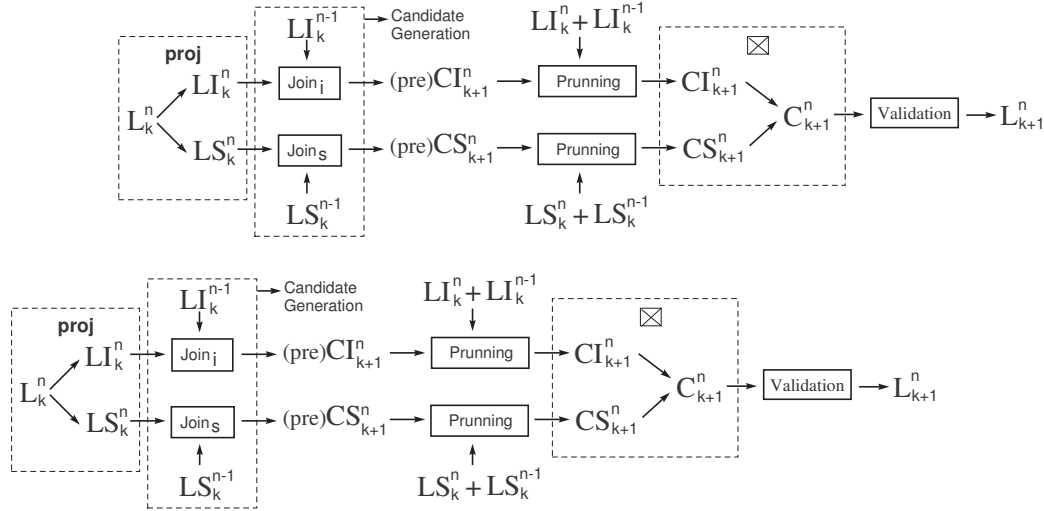 LI_k^{n-1} Candidate Generation LI_k^n + LI_k^{n-1}
proj
LI_k^n Join_i (pre)CI_{k+1}^n Prunning CI_{k+1}^n
L_k^n C_{k+1}^n Validation L_{k+1}^n
LS_k^n Join_s (pre)CS_{k+1}^n Prunning CS_{k+1}^n
LS_k^{n-1} LS_k^n + LS_k^{n-1}
LI_k^{n-1} Candidate Generation LI_k^n + LI_k^{n-1}
proj
LI_k^n Join_i (pre)CI_{k+1}^n Prunning CI_{k+1}^n
L_k^n C_{k+1}^n Validation L_{k+1}^n
LS_k^n Join_s (pre)CS_{k+1}^n Prunning CS_{k+1}^n
LS_k^{n-1} LS_k^n + LS_k^{n-1}